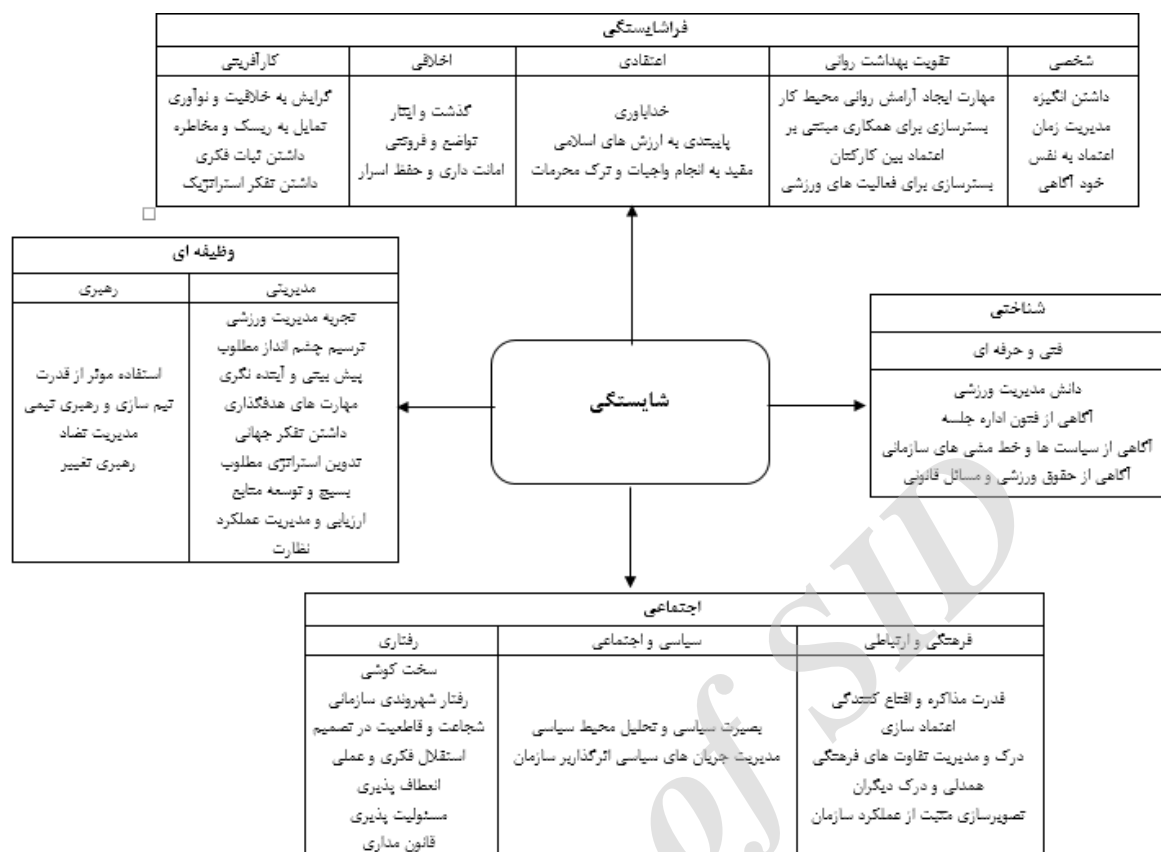 فراشایستگی
شخصی
داشتن انگیزه
مدیریت زمان
اعتماد به نفس
خود آگاهی
تقویت بهداشت روانی
مهارت ایجاد آرامش روانی محیط کار
بسترسازی برای همکاری مبتنی بر
اعتماد بین کارکنان
بسترسازی برای فعالیت های ورزشی
اعتقادی
خداباوری
پایبندی به ارزش های اسلامی
مقید به انجام واجبات و ترک محرمات
اخلاقی
گذشت و ایثار
تواضع و فروتنی
امانت داری و حفظ اسرار
کارآفرینی
گرایش به خلاقیت و نوآوری
تمایل به ریسک و مخاطره
داشتن ثبات فکری
داشتن تفکر استراتژیک
شناختی
فنی و حرفه ای
دانش مدیریت ورزشی
آگاهی از فنون اداره جلسه
آگاهی از سیاست ها و خط مشی های سازمانی
آگاهی از حقوق ورزشی و مسائل قانونی
شایستگی
وظیفه ای
مدیریتی
تجربه مدیریت ورزشی
ترسیم چشم انداز مطلوب
پیش بینی و آینده نگری
مهارت های هدفگذاری
داشتن تفکر جهانی
تدوین استراتژی مطلوب
بسیج و توسعه منابع
ارزیابی و مدیریت عملکرد
نظارت
رهبری
استفاده موثر از قدرت
تیم سازی و رهبری تیمی
مدیریت تضاد
رهبری تغییر
اجتماعی
فرهنگی و ارتباطی
قدرت مذاکره و اقناع کنندگی
اعتماد سازی
درک و مدیریت تفاوت های فرهنگی
همدلی و درک دیگران
تصویرسازی مثبت از عملکرد سازمان
سیاسی و اجتماعی
بصیرت سیاسی و تحلیل محیط سیاسی
مدیریت جریان های سیاسی اثرگذاربر سازمان
رفتاری
سخت کوشی
رفتار شهروندی سازمانی
شجاعت و قاطعیت در تصمیم
استقلال فکری و عملی
انعطاف پذیری
مسئولیت پذیری
قانون مداری
of SID